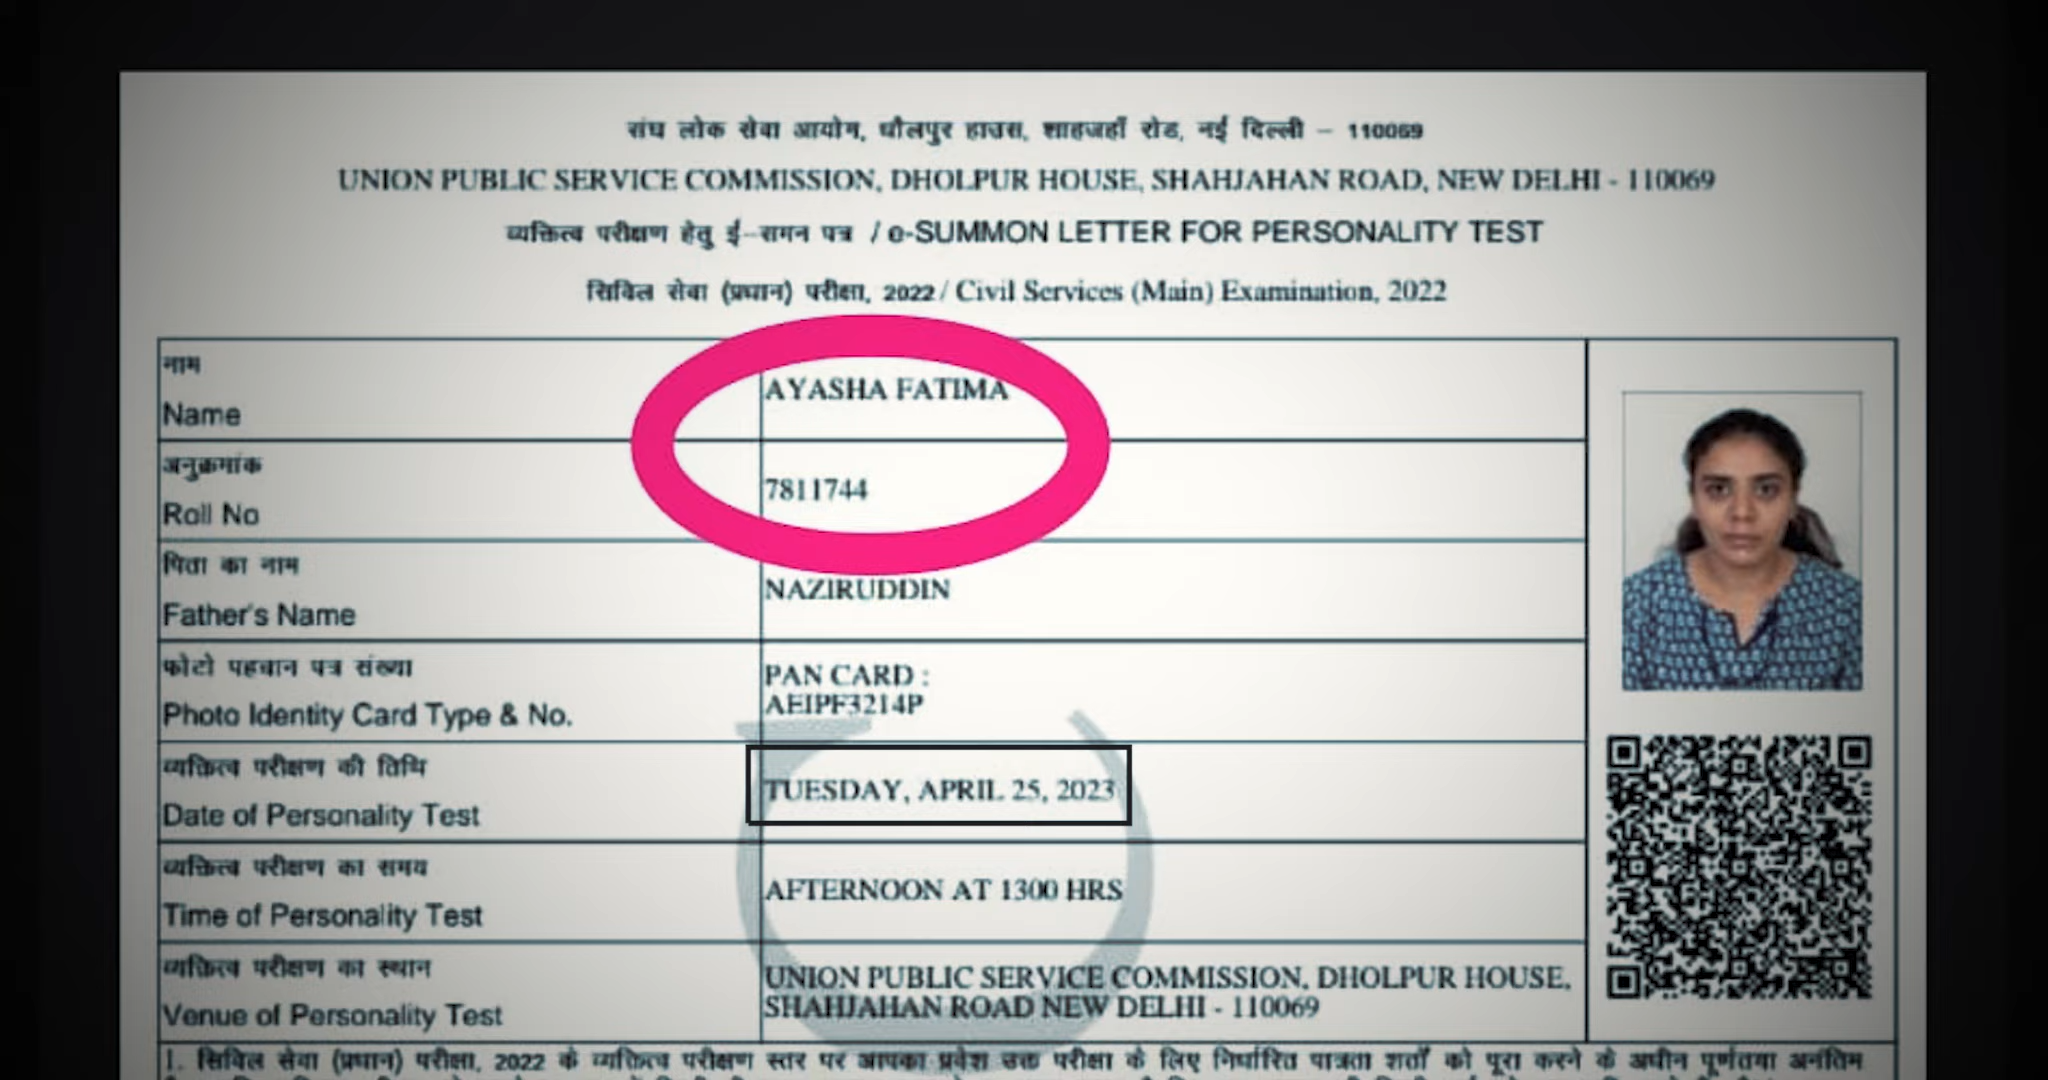 संघ लोक सेवा आयोग, धौलपुर हाउस, शाहजहाँ रोड, नई दिल्ली – 110069
UNION PUBLIC SERVICE COMMISSION, DHOLPUR HOUSE, SHAHJAHAN ROAD, NEW DELHI - 110069
व्यक्तित्व परीक्षण हेतु ई–समन पत्र / e-SUMMON LETTER FOR PERSONALITY TEST
सिविल सेवा (प्रधान) परीक्षा, 2022 / Civil Services (Main) Examination, 2022
नाम
Name
AYASHA FATIMA
अनुक्रमांक
Roll No
7811744
पिता का नाम
Father's Name
NAZIRUDDIN
फोटो पहचान पत्र संख्या
Photo Identity Card Type & No.
PAN CARD :
AEIPF3214P
व्यक्तित्व परीक्षण की तिथि
Date of Personality Test
TUESDAY, APRIL 25, 2023
व्यक्तित्व परीक्षण का समय
Time of Personality Test
AFTERNOON AT 1300 HRS
व्यक्तित्व परीक्षण का स्थान
Venue of Personality Test
UNION PUBLIC SERVICE COMMISSION, DHOLPUR HOUSE,
SHAHJAHAN ROAD NEW DELHI - 110069
1. सिविल सेवा (प्रधान) परीक्षा, 2022 के व्यक्तित्व परीक्षण स्तर पर आपका प्रवेश उक्त परीक्षा के लिए निर्धारित पात्रता शर्तों को पूरा करने के अधीन पूर्णतया अनंतिम